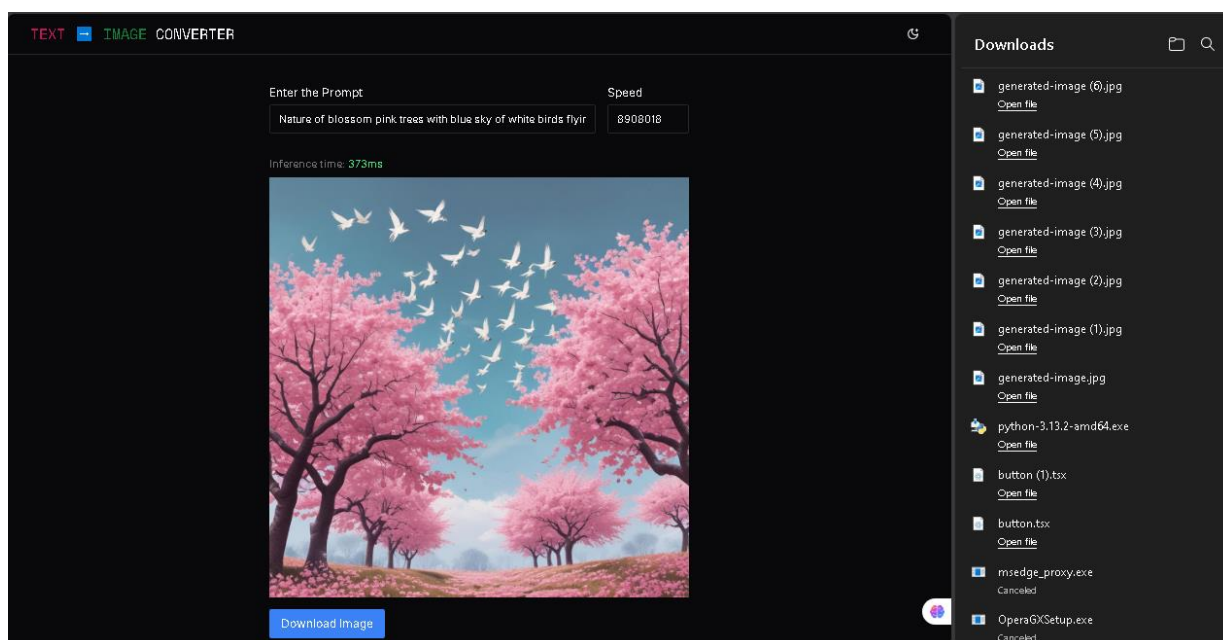 TEXT ➡ IMAGE CONVERTER
Enter the Prompt
Speed
Nature of blossom pink trees with blue sky of white birds flyir
8908018
Inference time: 373ms
Download Image
Downloads
generated-image (6).jpg
Open file
generated-image (5).jpg
Open file
generated-image (4).jpg
Open file
generated-image (3).jpg
Open file
generated-image (2).jpg
Open file
generated-image (1).jpg
Open file
generated-image.jpg
Open file
python-3.13.2-amd64.exe
Open file
button (1).tsx
Open file
button.tsx
Open file
msedge_proxy.exe
Canceled
OperaGXSetup.exe
Canceled